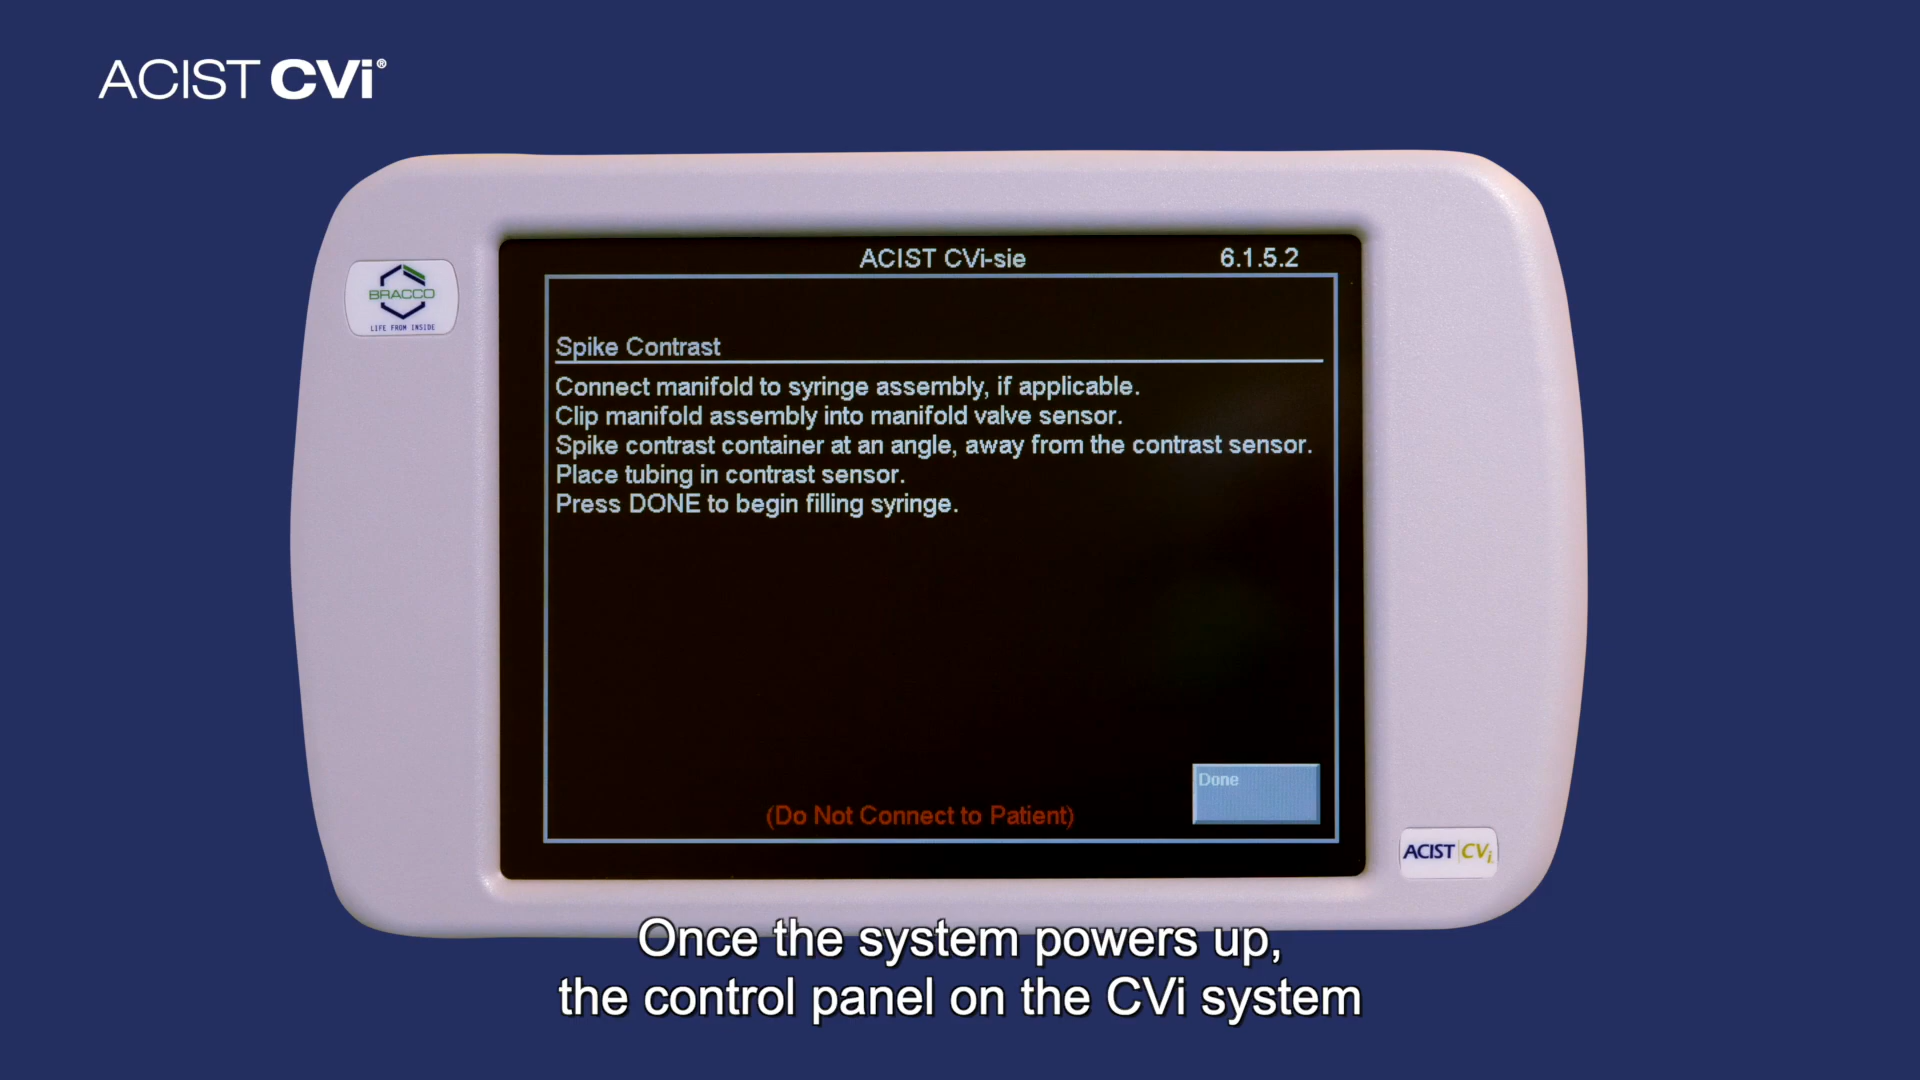 ACIST CVi®
ACIST CVi-sie 6.1.5.2
BRACCO
LIFE FROM INSIDE
Spike Contrast
Connect manifold to syringe assembly, if applicable.
Clip manifold assembly into manifold valve sensor.
Spike contrast container at an angle, away from the contrast sensor.
Place tubing in contrast sensor.
Press DONE to begin filling syringe.
Done
(Do Not Connect to Patient)
ACIST CVi
Once the system powers up,
the control panel on the CVi system